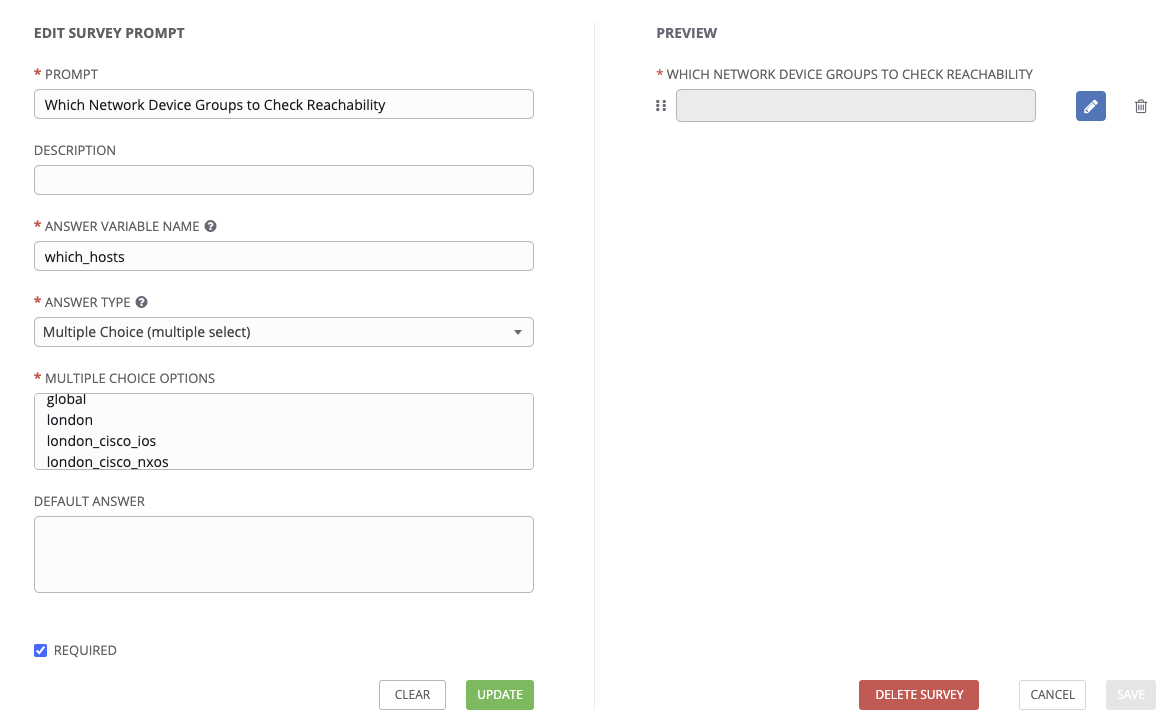 EDIT SURVEY PROMPT
* PROMPT
Which Network Device Groups to Check Reachability
DESCRIPTION
* ANSWER VARIABLE NAME ?
which_hosts
* ANSWER TYPE ?
Multiple Choice (multiple select)
* MULTIPLE CHOICE OPTIONS
global
london
london_cisco_ios
london_cisco_nxos
DEFAULT ANSWER
REQUIRED
CLEAR
UPDATE
PREVIEW
* WHICH NETWORK DEVICE GROUPS TO CHECK REACHABILITY
DELETE SURVEY
CANCEL
SAVE